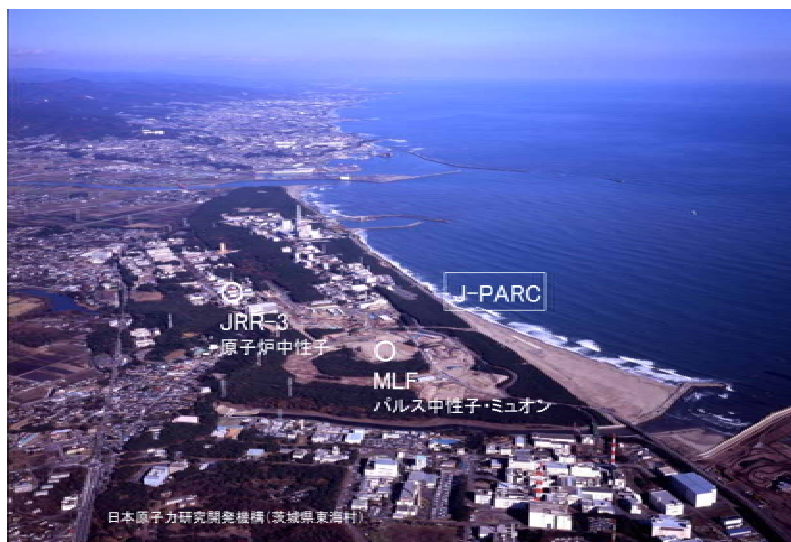 J-PARC
JRR-3
原子炉中性子
MLF
パルス中性子・ミュオン
日本原子力研究開発機構(茨城県東海村)